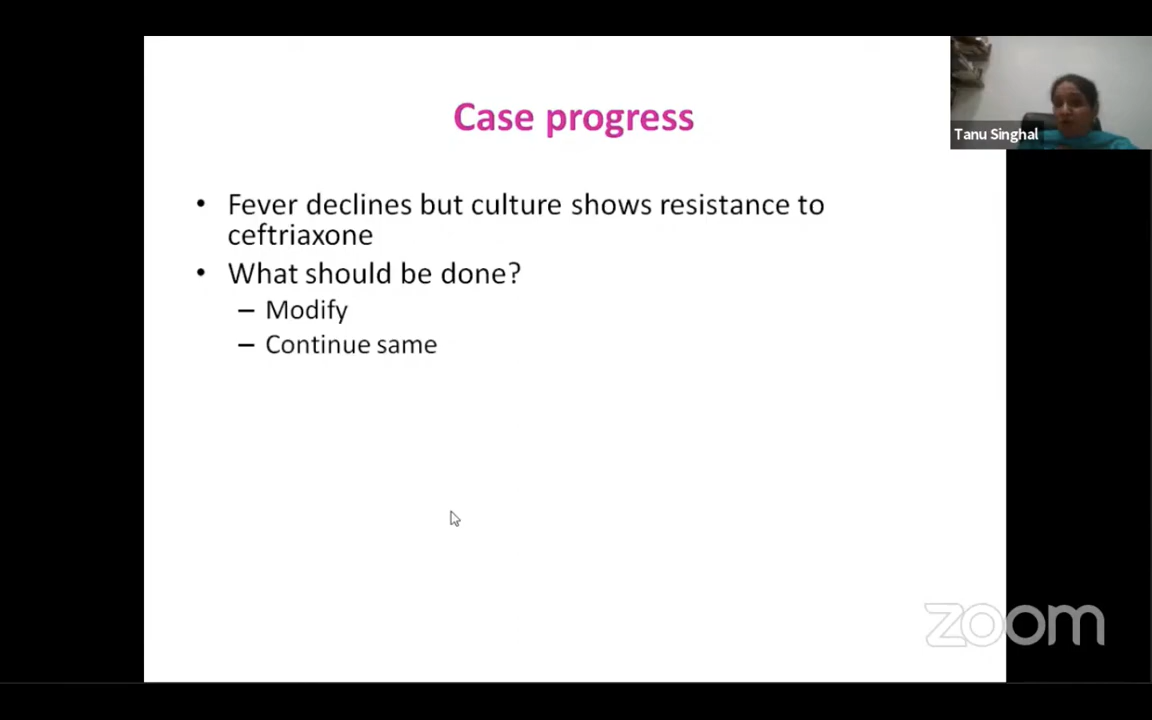 Case progress
Tanu Singhal
• Fever declines but culture shows resistance to
ceftriaxone
• What should be done?
– Modify
– Continue same
zoom